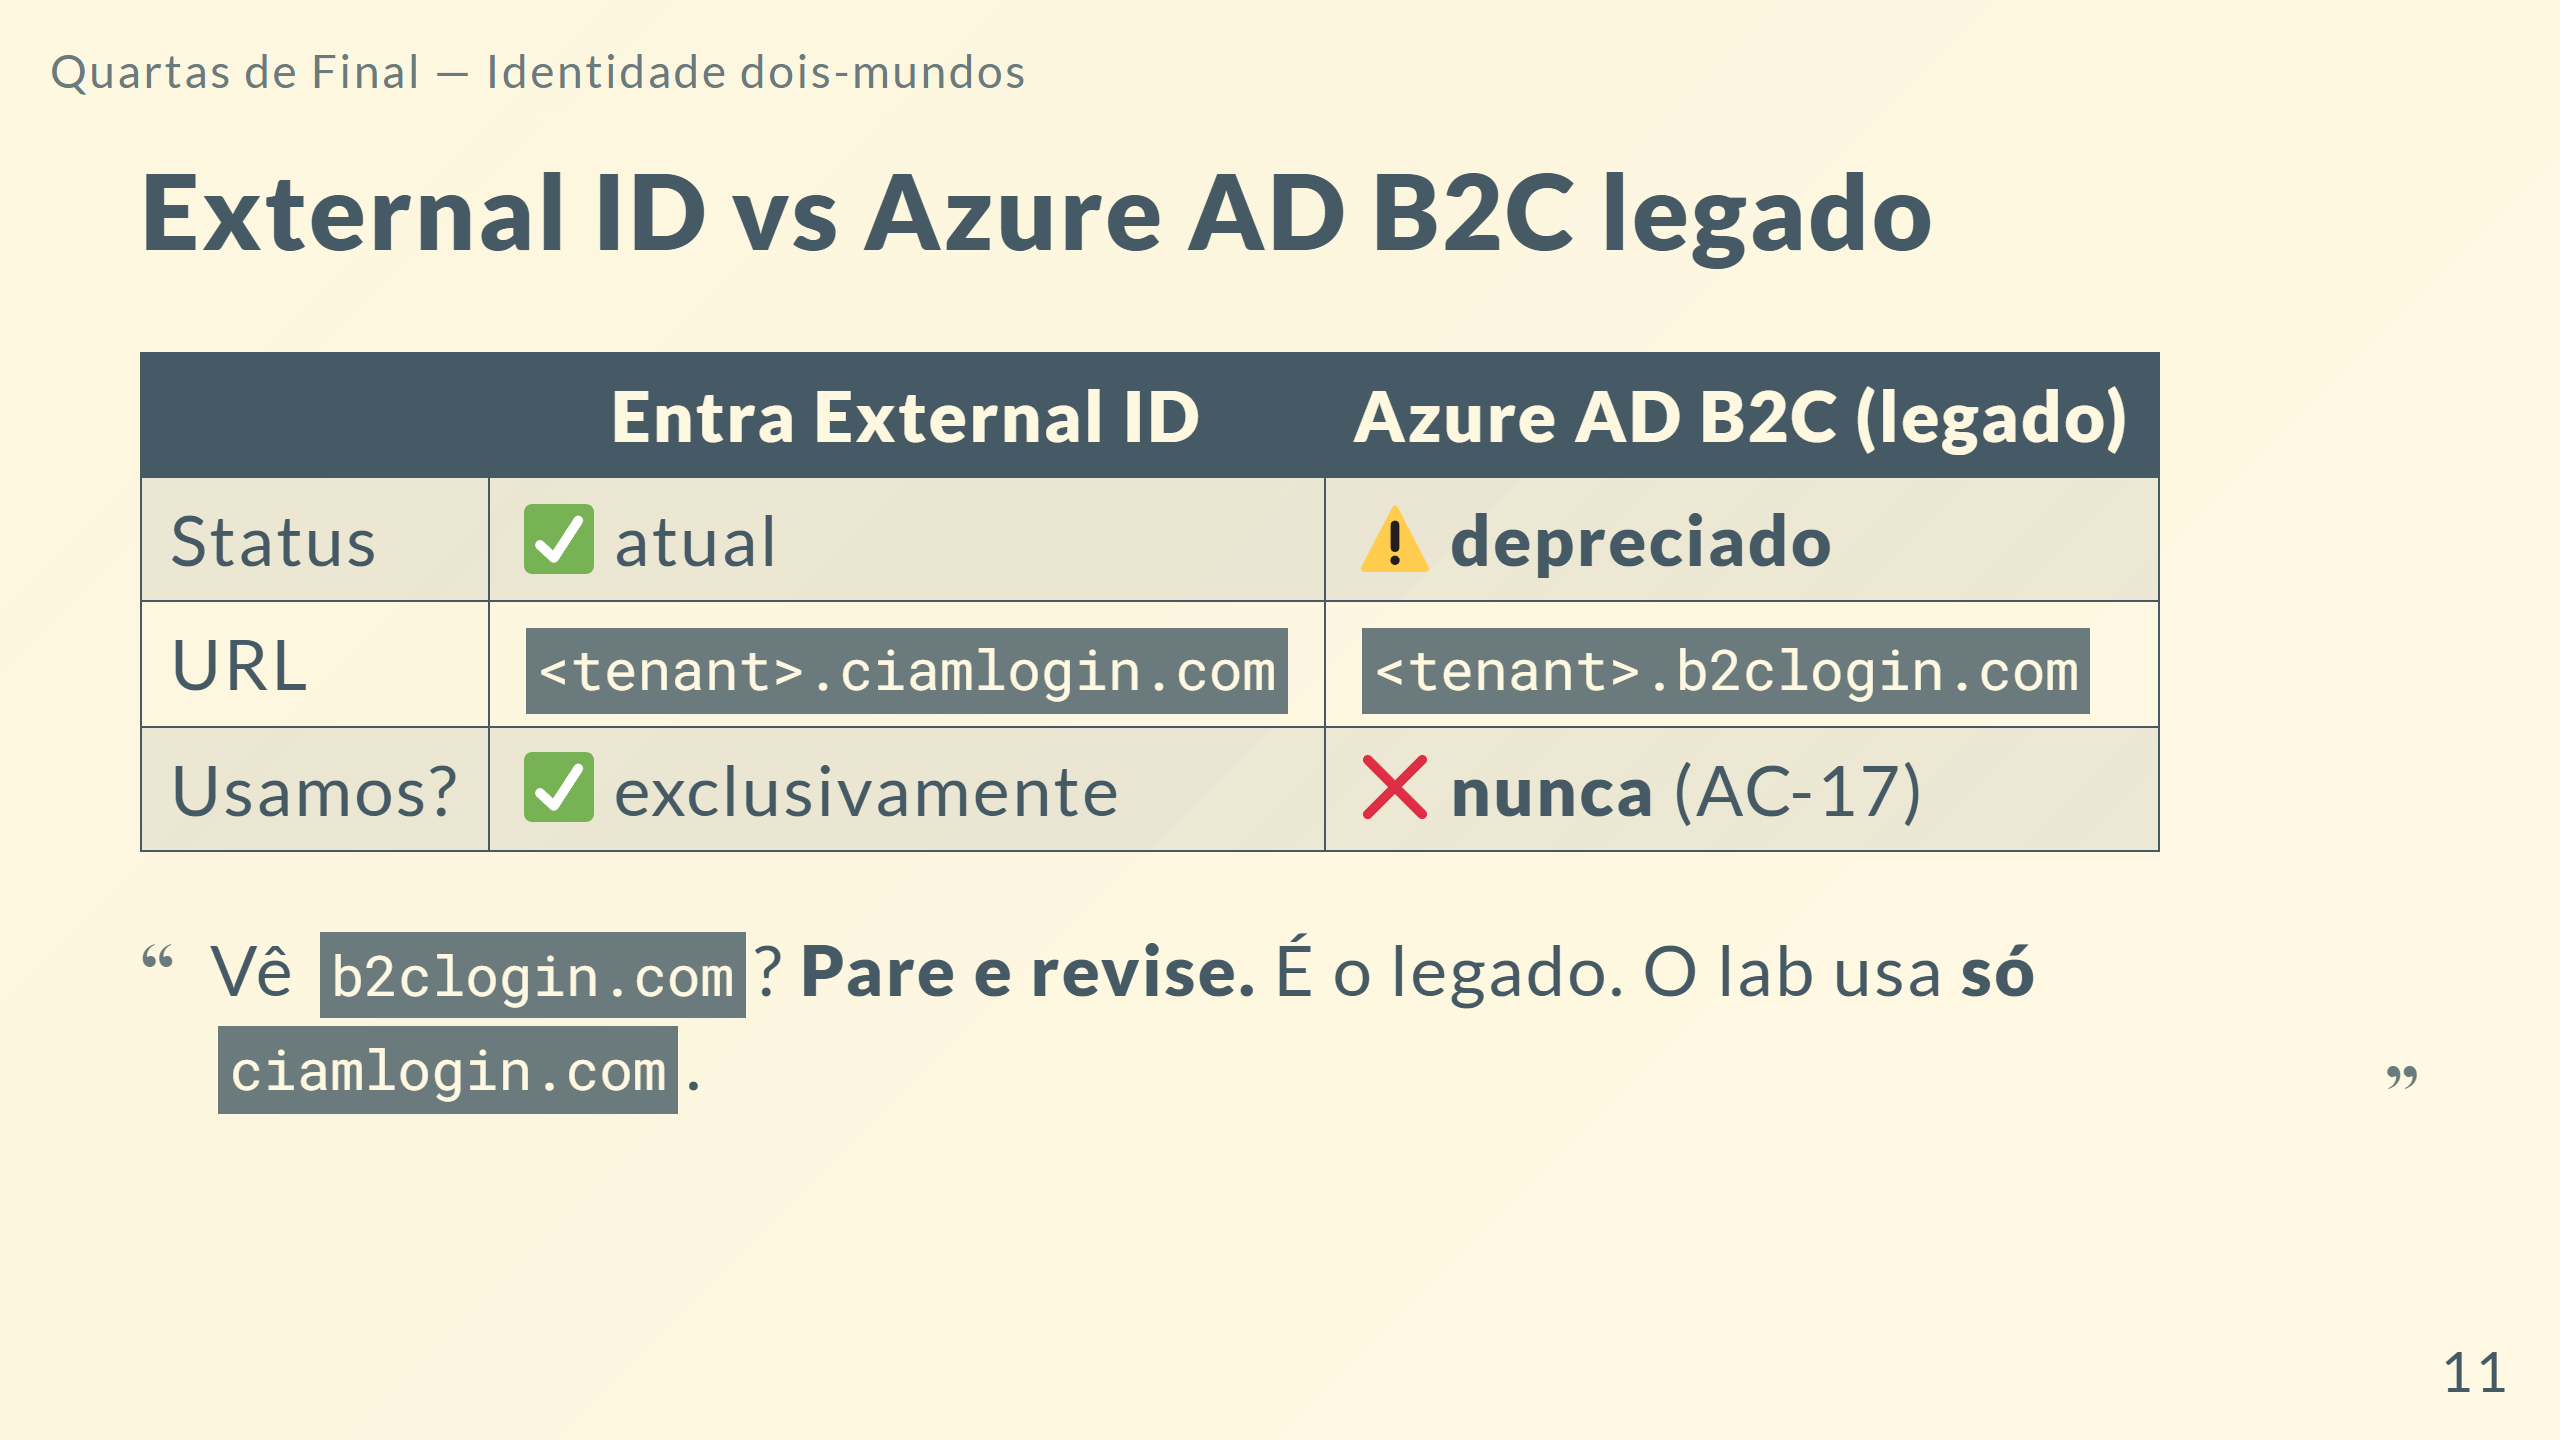 Quartas de Final — Identidade dois-mundos
External ID vs Azure AD B2C legado
Entra External ID Azure AD B2C (legado)
Status ✅ atual ⚠️ depreciado
URL <tenant>.ciamlogin.com <tenant>.b2clogin.com
Usamos? ✅ exclusivamente ❌ nunca (AC-17)
“ Vê b2clogin.com? Pare e revise. É o legado. O lab usa só
ciamlogin.com. ”
11